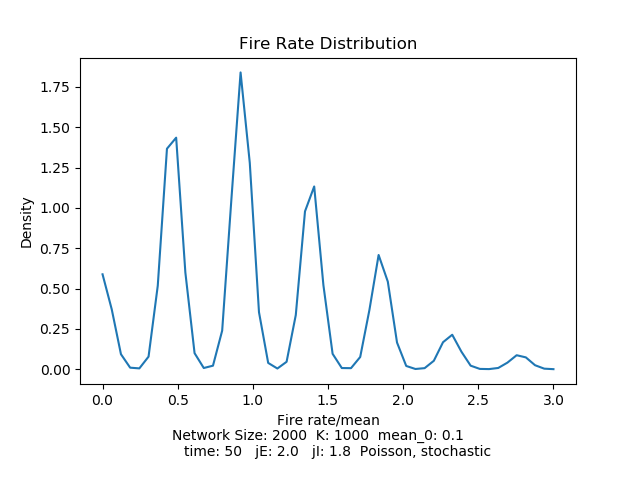 Fire Rate Distribution
1.75
1.50
1.25
1.00
0.75
0.50
0.25
0.00
Density
0.0 0.5 1.0 1.5 2.0 2.5 3.0
Fire rate/mean
Network Size: 2000  K: 1000  mean_0: 0.1
time: 50   jE: 2.0   jI: 1.8  Poisson, stochastic